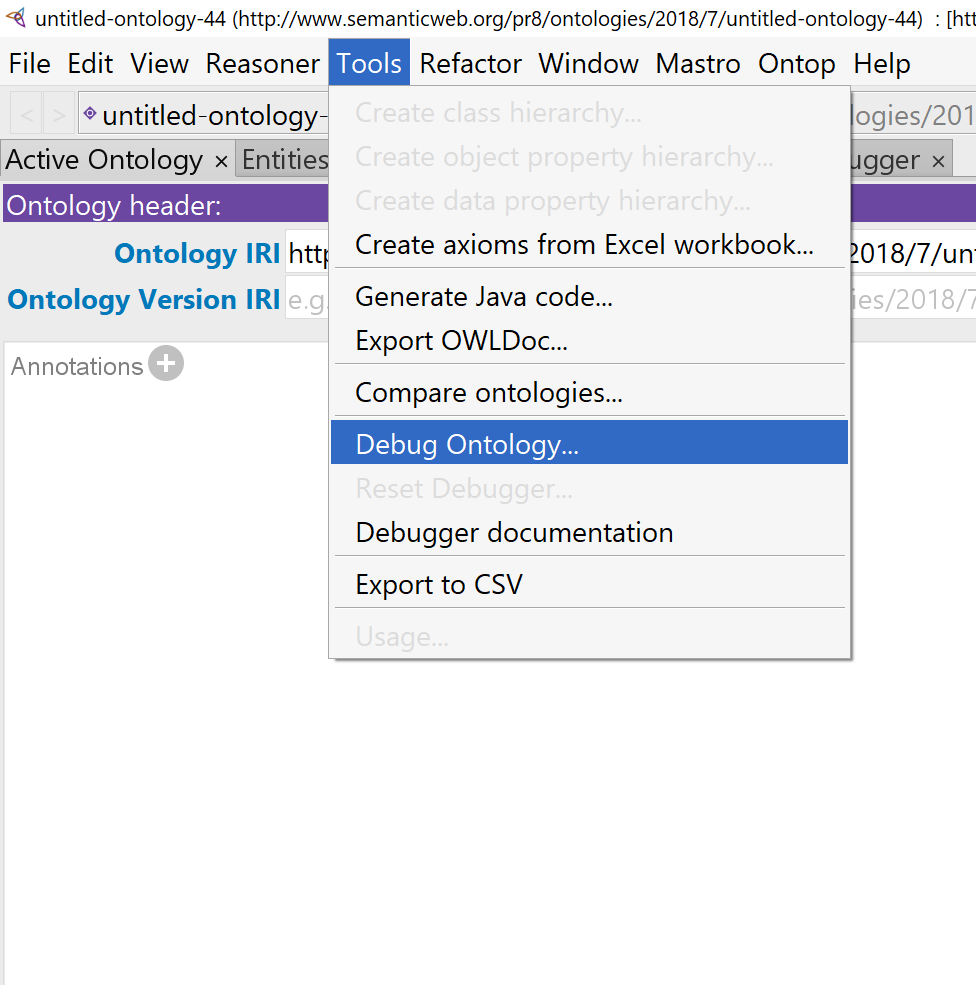 untitled-ontology-44 (http://www.semanticweb.org/pr8/ontologies/2018/7/untitled-ontology-44) : [htt
File Edit View Reasoner Tools Refactor Window Mastro Ontop Help
< > untitled-ontology- logies/201
Active Ontology × Entities ugger ×
Ontology header:
Ontology IRI http 2018/7/unt
Ontology Version IRI e.g. ies/2018/7
Annotations +
Create class hierarchy...
Create object property hierarchy...
Create data property hierarchy...
Create axioms from Excel workbook...
Generate Java code...
Export OWLDoc...
Compare ontologies...
Debug Ontology...
Reset Debugger...
Debugger documentation
Export to CSV
Usage...